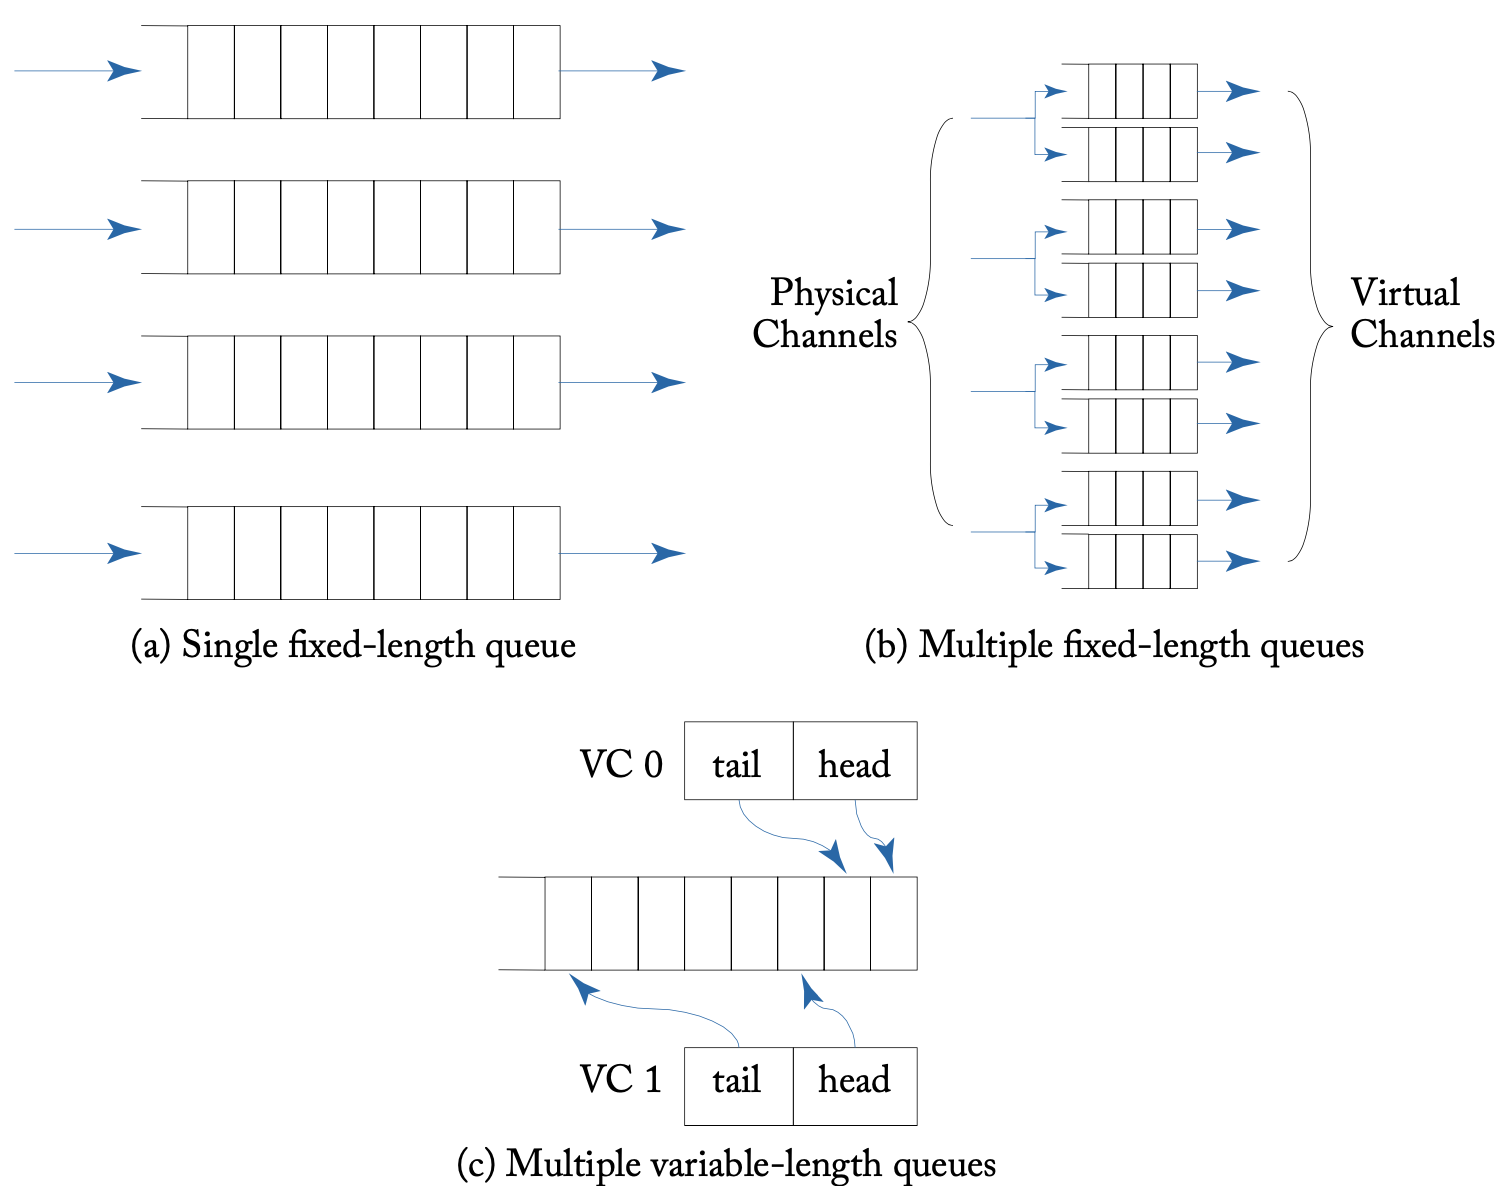 Physical
Channels
Virtual
Channels
(a) Single fixed-length queue
(b) Multiple fixed-length queues
VC 0
tail
head
VC 1
tail
head
(c) Multiple variable-length queues